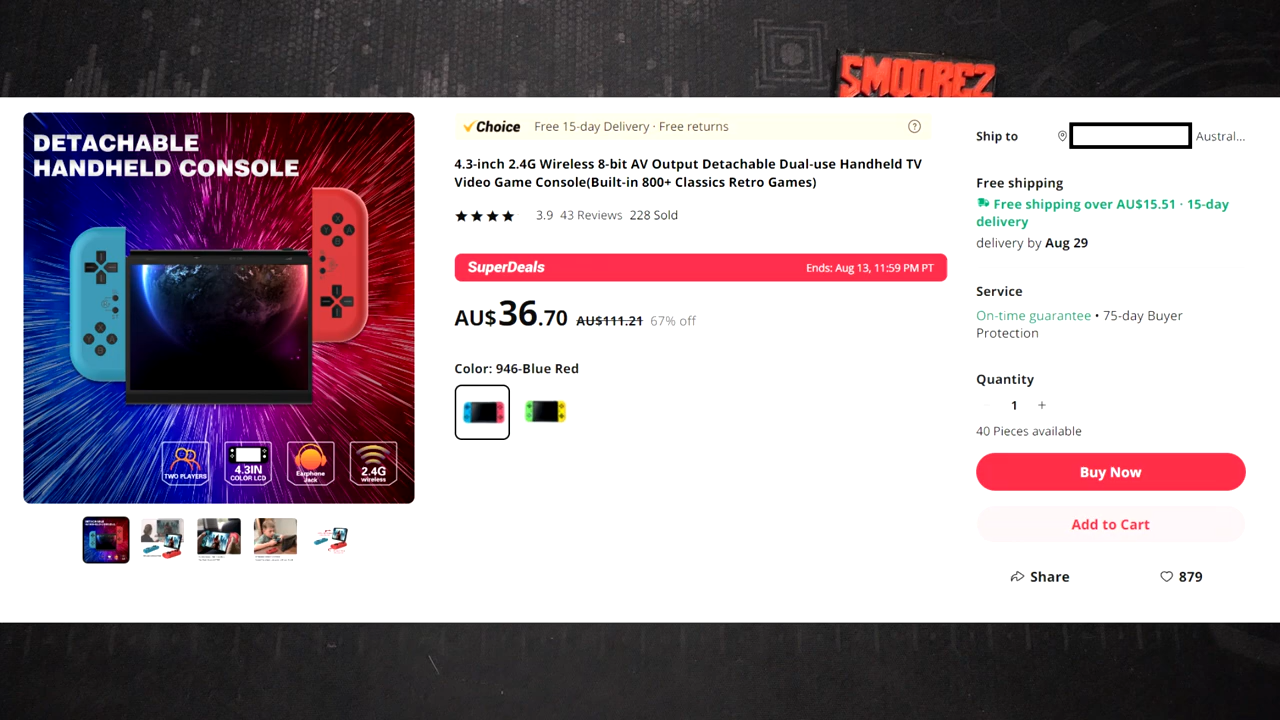 SMOOREZ
DETACHABLE
HANDHELD CONSOLE
TWO PLAYERS
4.3IN
COLOR LCD
Earphone
Jack
2.4G
wireless
Choice Free 15-day Delivery · Free returns ?
4.3-inch 2.4G Wireless 8-bit AV Output Detachable Dual-use Handheld TV
Video Game Console(Built-in 800+ Classics Retro Games)
3.9 43 Reviews 228 Sold
SuperDeals Ends: Aug 13, 11:59 PM PT
AU$36.70 AU$111.21 67% off
Color: 946-Blue Red
Ship to Austral...
Free shipping
Free shipping over AU$15.51 · 15-day
delivery
delivery by Aug 29
Service
On-time guarantee • 75-day Buyer
Protection
Quantity
1 +
40 Pieces available
Buy Now
Add to Cart
Share 879